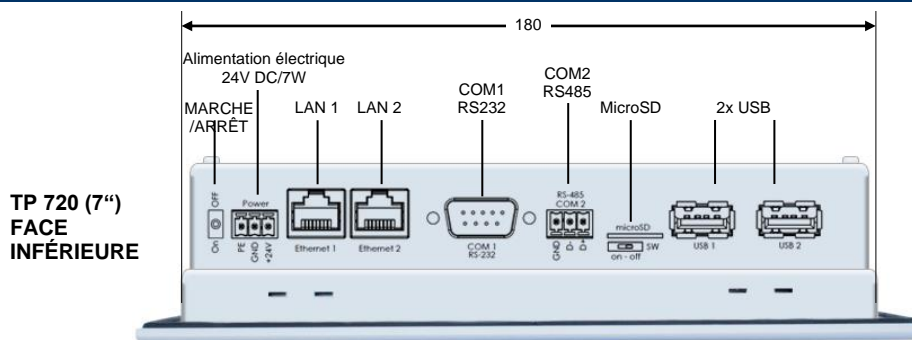 180
Alimentation électrique
24V DC/7W
MARCHE
/ARRÊT
LAN 1
LAN 2
COM1
RS232
COM2
RS485
MicroSD
2x USB
TP 720 (7“)
FACE
INFÉRIEURE
OFF
On
Power
PE
GND
+24V
Ethernet 1
Ethernet 2
COM 1
RS-232
RS-485
COM 2
GND
D-
D+
microSD
SW
on - off
USB 1
USB 2